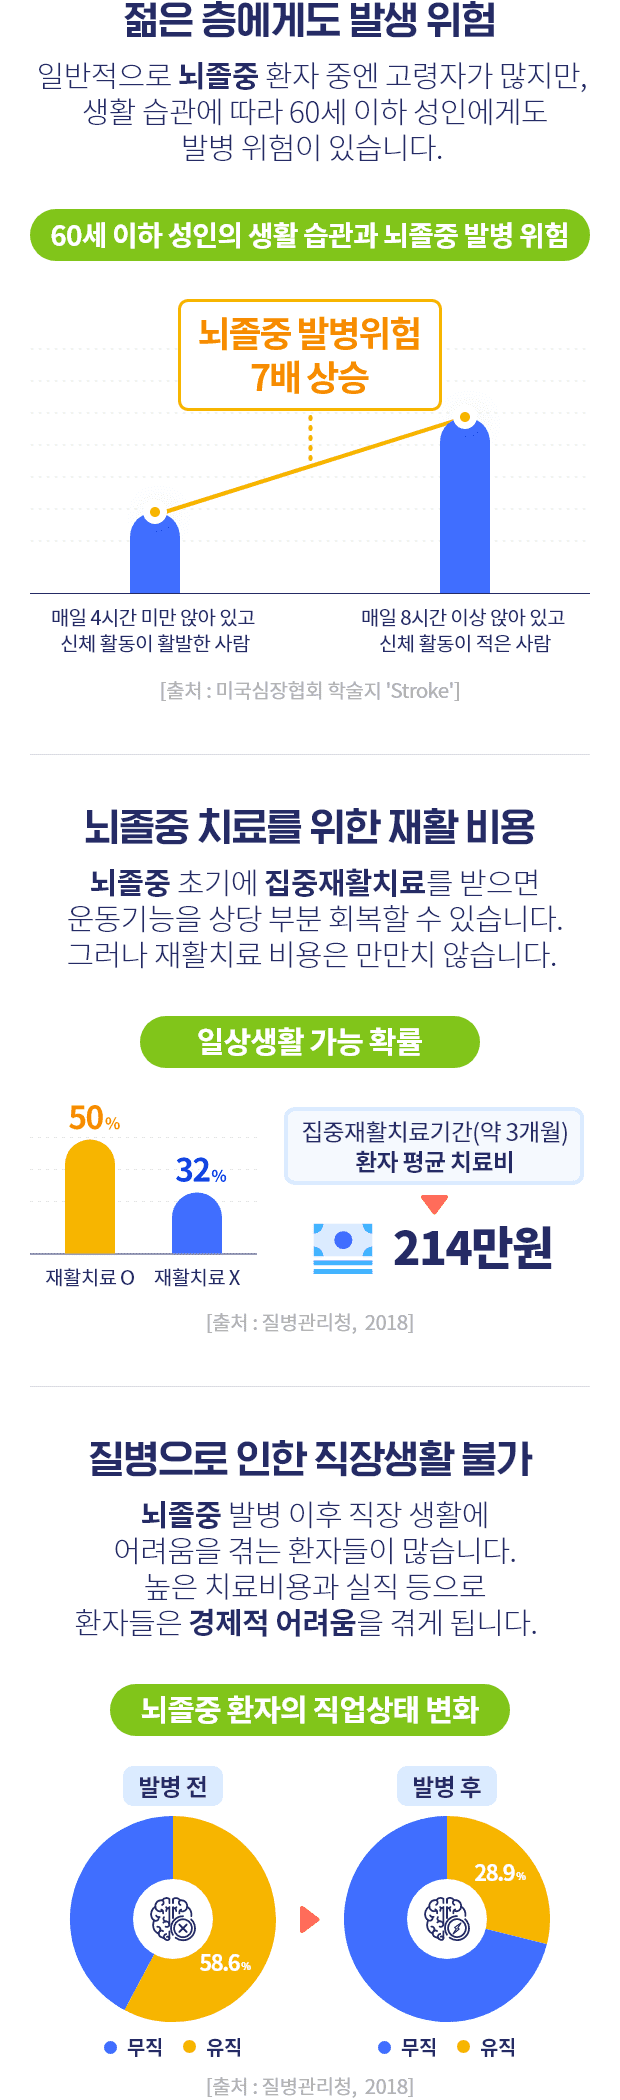 젊은 층에게도 발생 위험
일반적으로 뇌졸중 환자 중엔 고령자가 많지만,
생활 습관에 따라 60세 이하 성인에게도
발병 위험이 있습니다.
60세 이하 성인의 생활 습관과 뇌졸중 발병 위험
뇌졸중 발병위험
7배 상승
매일 4시간 미만 앉아 있고
신체 활동이 활발한 사람
매일 8시간 이상 앉아 있고
신체 활동이 적은 사람
[출처 : 미국심장협회 학술지 'Stroke']
뇌졸중 치료를 위한 재활 비용
뇌졸중 초기에 집중재활치료를 받으면
운동기능을 상당 부분 회복할 수 있습니다.
그러나 재활치료 비용은 만만치 않습니다.
일상생활 가능 확률
50%
32%
재활치료 O
재활치료 X
집중재활치료기간(약 3개월)
환자 평균 치료비
214만원
[출처 : 질병관리청, 2018]
질병으로 인한 직장생활 불가
뇌졸중 발병 이후 직장 생활에
어려움을 겪는 환자들이 많습니다.
높은 치료비용과 실직 등으로
환자들은 경제적 어려움을 겪게 됩니다.
뇌졸중 환자의 직업상태 변화
발병 전
58.6%
무직 유직
발병 후
28.9%
무직 유직
[출처 : 질병관리청, 2018]